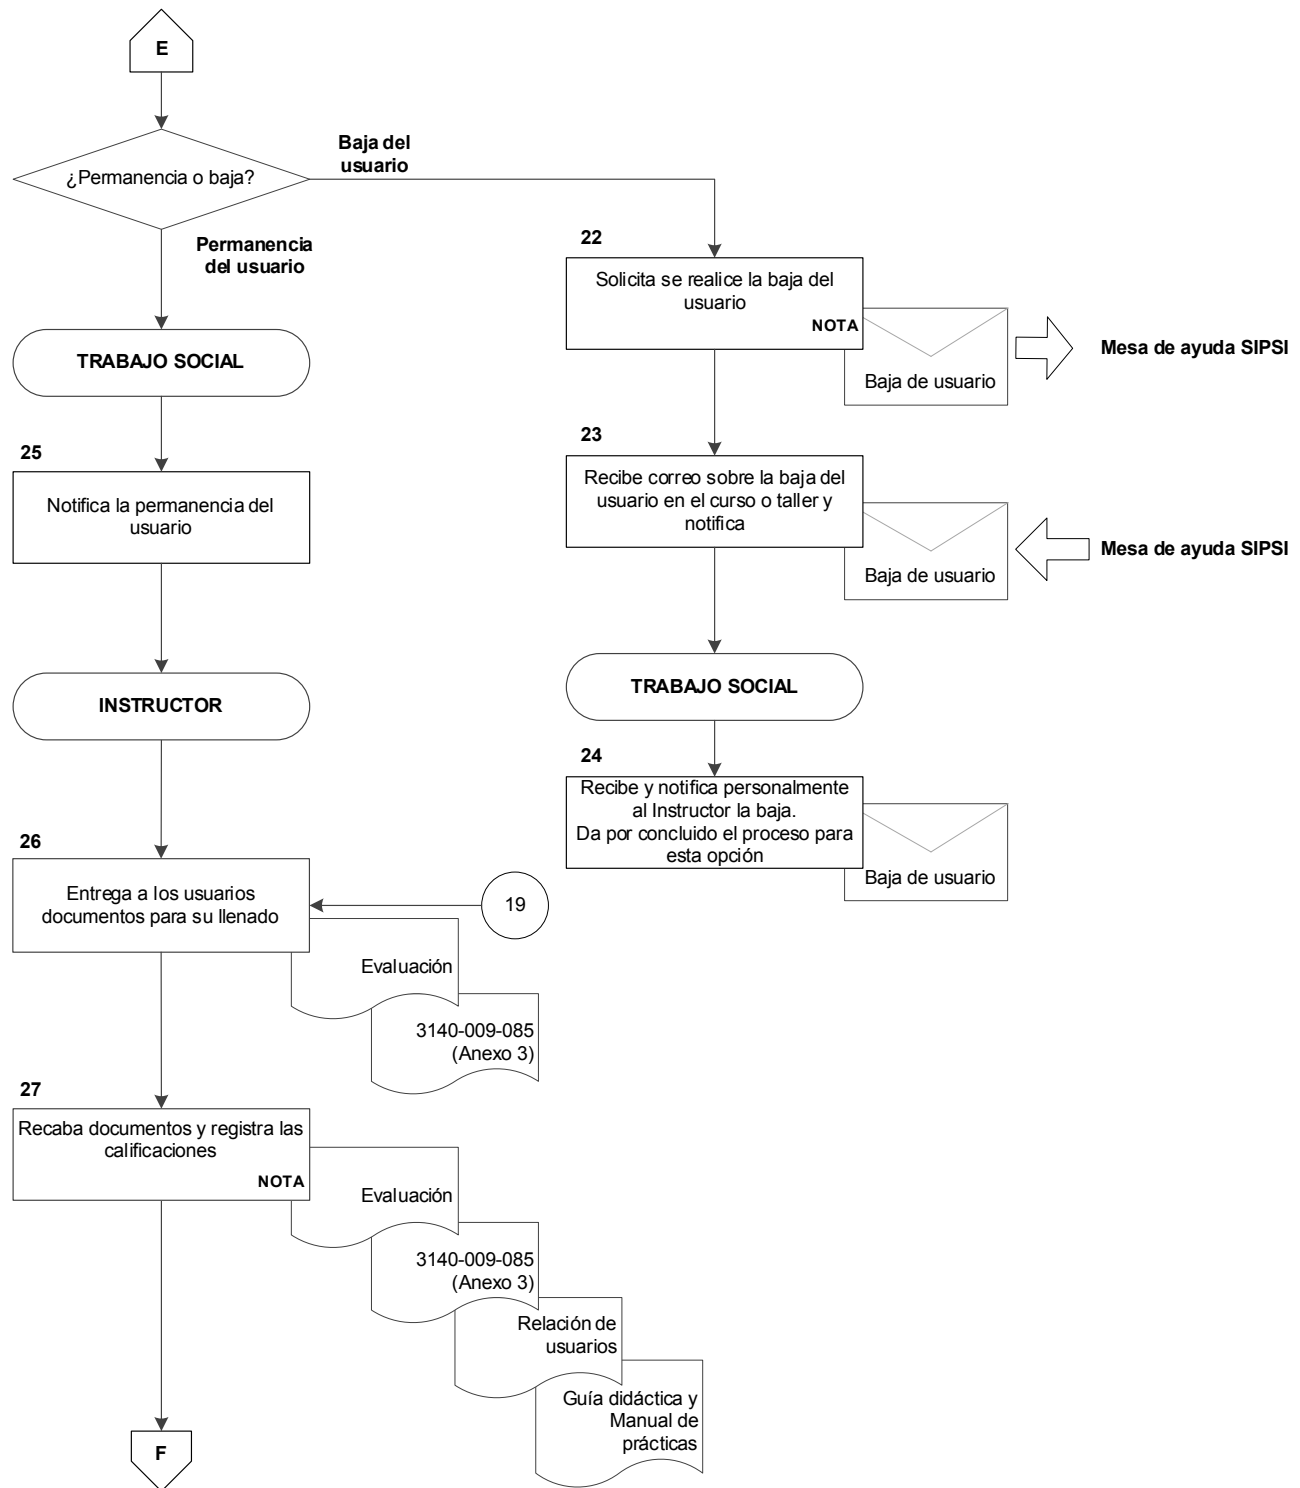 E
¿Permanencia o baja?
Baja del
usuario
Permanencia
del usuario
22
Solicita se realice la baja del
usuario
NOTA
Baja de usuario
Mesa de ayuda SIPSI
TRABAJO SOCIAL
23
Recibe correo sobre la baja del
usuario en el curso o taller y
notifica
Baja de usuario
Mesa de ayuda SIPSI
25
Notifica la permanencia del
usuario
TRABAJO SOCIAL
INSTRUCTOR
24
Recibe y notifica personalmente
al Instructor la baja.
Da por concluido el proceso para
esta opción
Baja de usuario
26
Entrega a los usuarios
documentos para su llenado
19
Evaluación
3140-009-085
(Anexo 3)
27
Recaba documentos y registra las
calificaciones
NOTA
Evaluación
3140-009-085
(Anexo 3)
Relación de
usuarios
Guía didáctica y
Manual de
prácticas
F